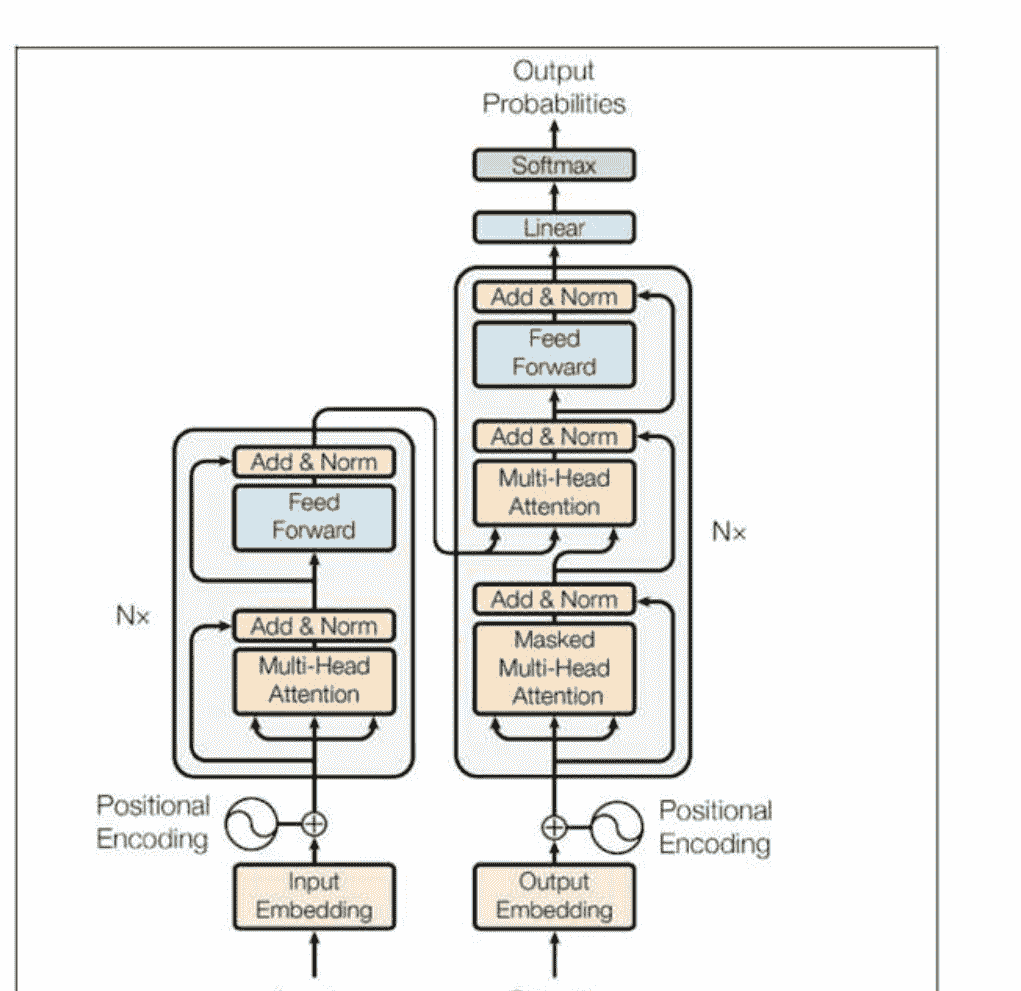 Output
Probabilities
Softmax
Linear
Add & Norm
Feed
Forward
Add & Norm
Multi-Head
Attention
Nx
Add & Norm
Masked
Multi-Head
Attention
Add & Norm
Feed
Forward
Nx
Add & Norm
Multi-Head
Attention
Positional
Encoding
Positional
Encoding
Input
Embedding
Output
Embedding